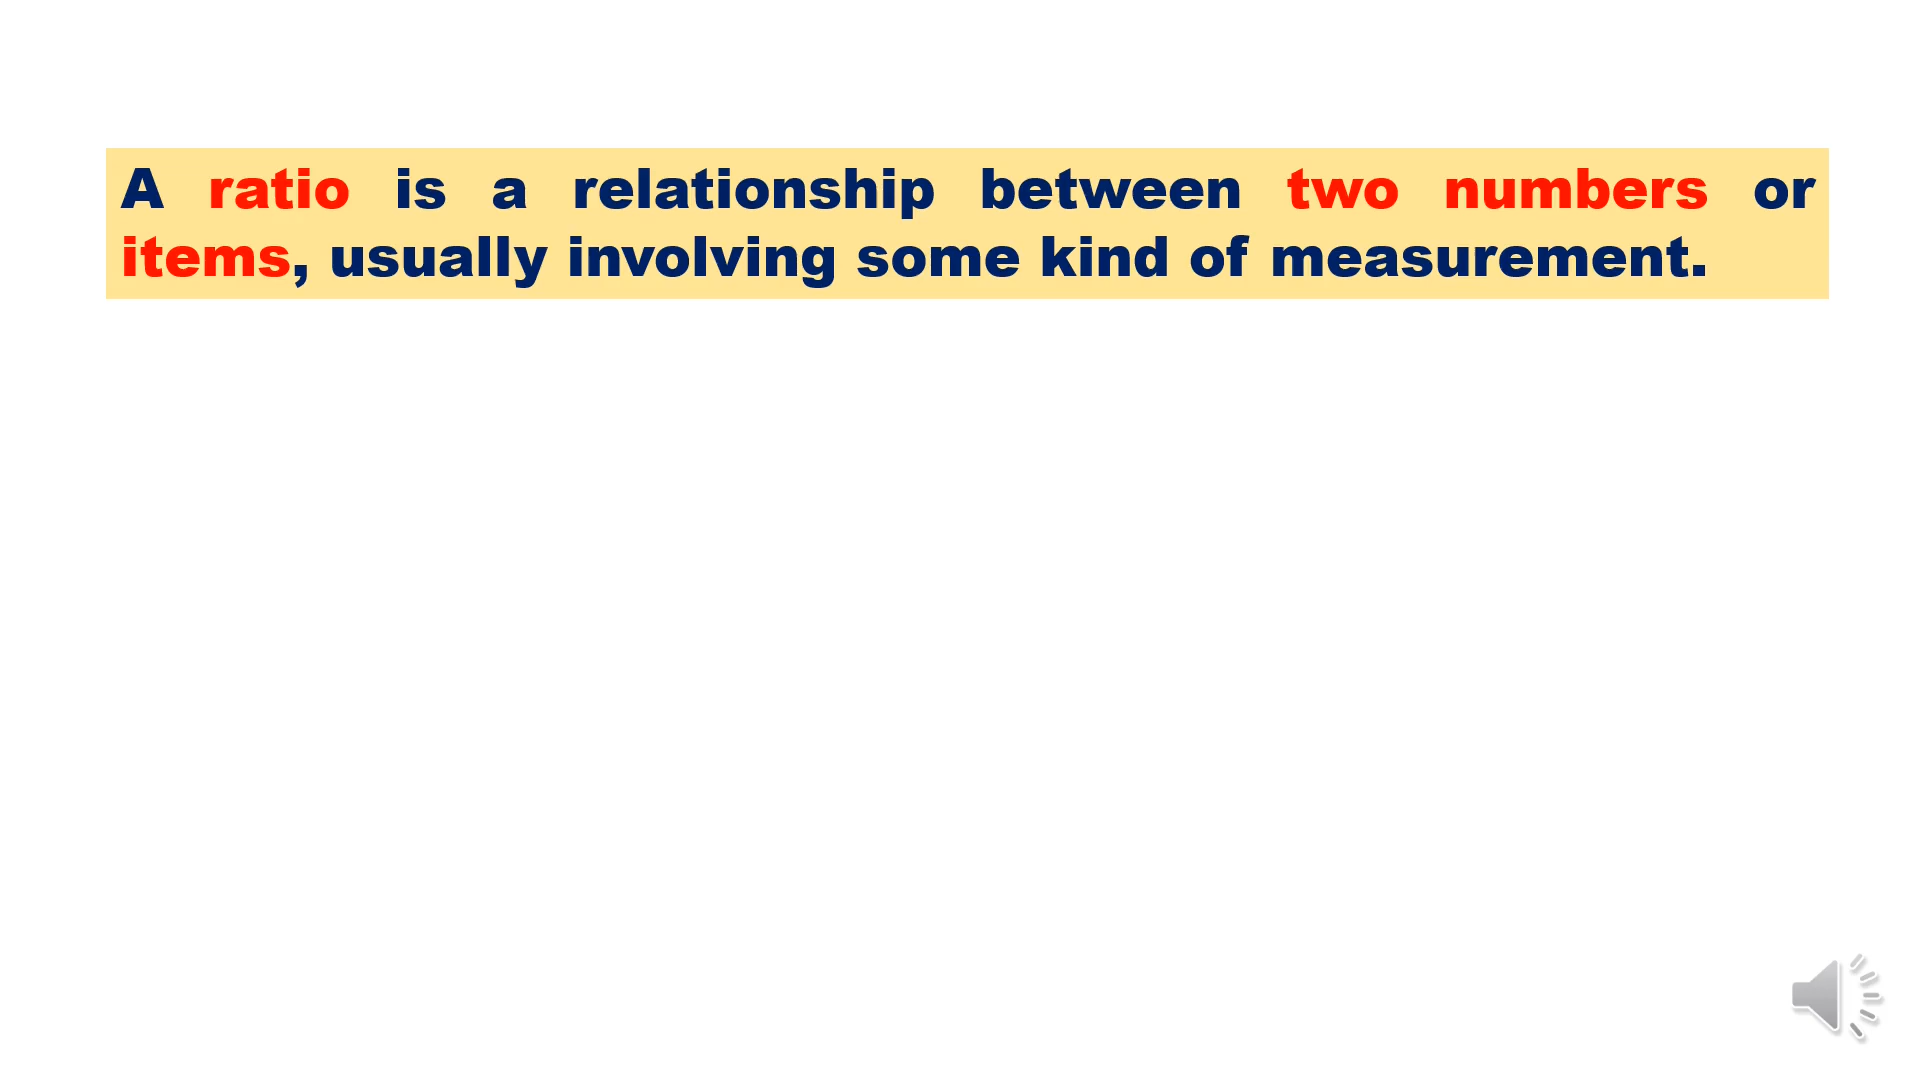 A ratio is a relationship between two numbers or
items, usually involving some kind of measurement.